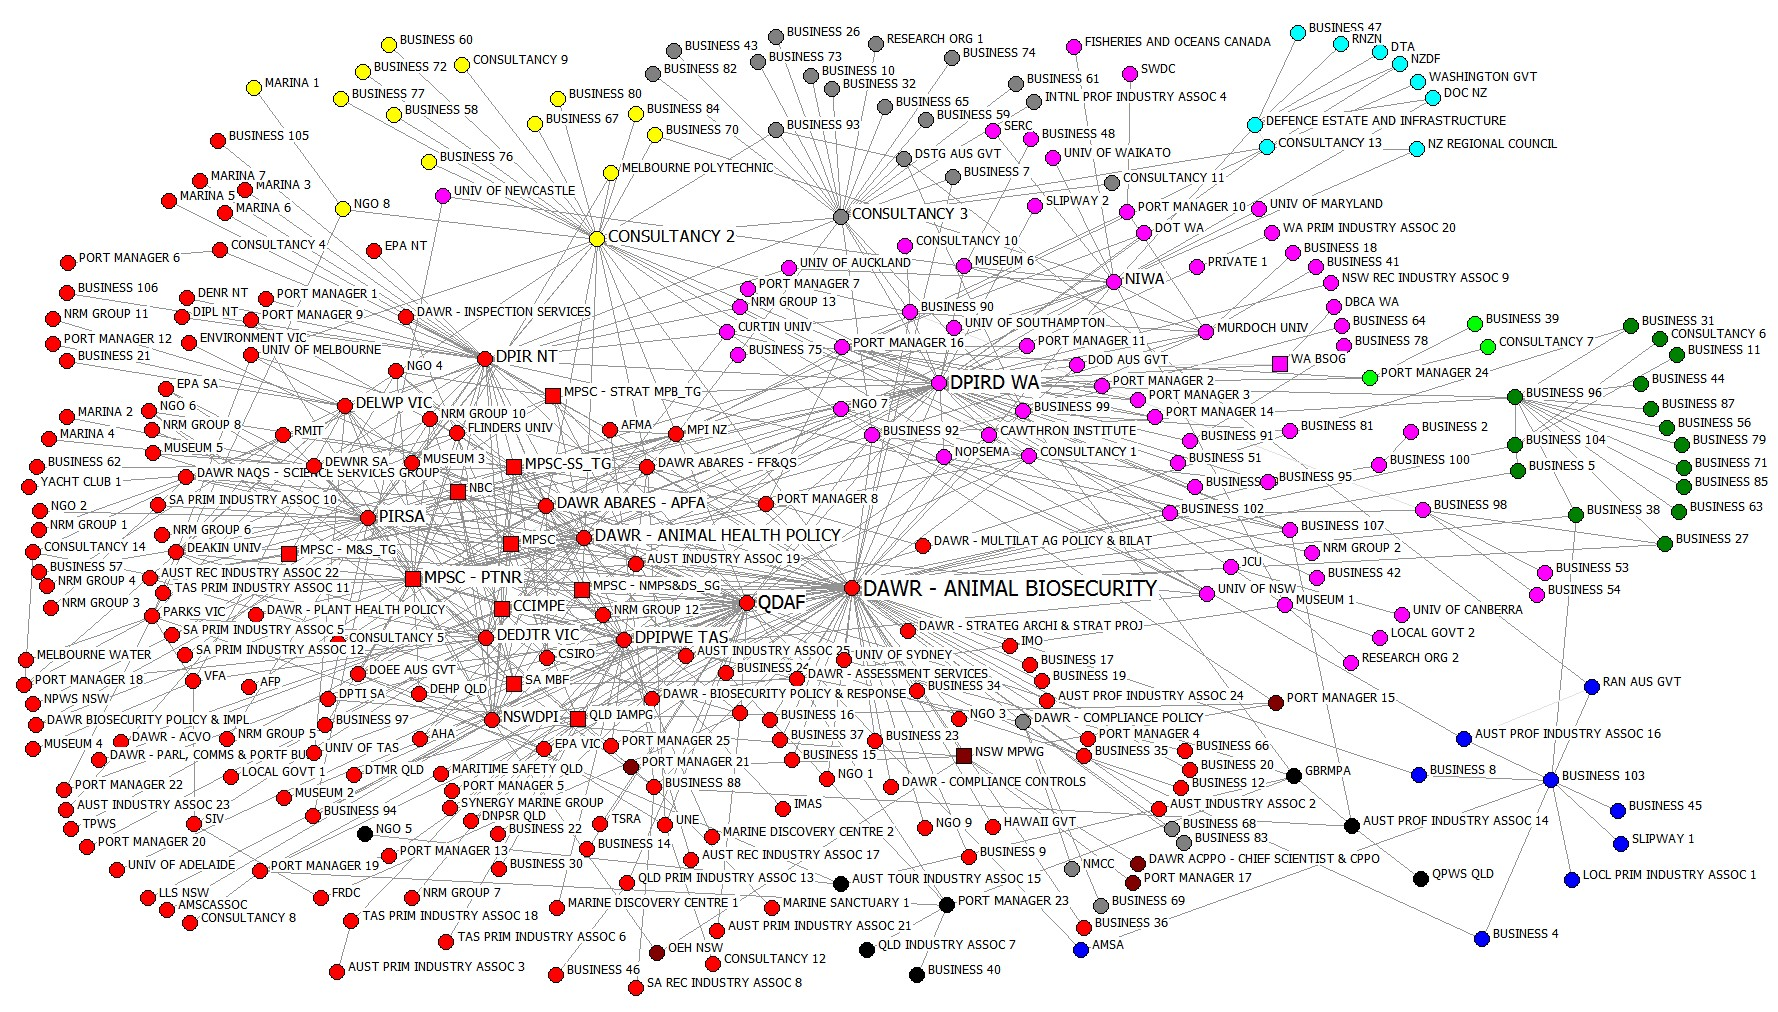 BUSINESS 60
BUSINESS 43
BUSINESS 26
RESEARCH ORG 1
FISHERIES AND OCEANS CANADA
BUSINESS 47
RNZN
DTA
NZDF
BUSINESS 72
CONSULTANCY 9
BUSINESS 82
BUSINESS 73
BUSINESS 74
SWDC
WASHINGTON GVT
MARINA 1
BUSINESS 77
BUSINESS 58
BUSINESS 80
BUSINESS 84
BUSINESS 10
BUSINESS 32
BUSINESS 61
INTNL PROF INDUSTRY ASSOC 4
DOC NZ
BUSINESS 67
BUSINESS 70
BUSINESS 93
BUSINESS 65
BUSINESS 59
SERC
BUSINESS 48
DEFENCE ESTATE AND INFRASTRUCTURE
BUSINESS 105
BUSINESS 76
MELBOURNE POLYTECHNIC
DSTG AUS GVT
UNIV OF WAIKATO
CONSULTANCY 13
NZ REGIONAL COUNCIL
MARINA 7
MARINA 3
MARINA 5
MARINA 6
UNIV OF NEWCASTLE
BUSINESS 7
CONSULTANCY 11
NGO 8
CONSULTANCY 3
SLIPWAY 2
PORT MANAGER 10
UNIV OF MARYLAND
CONSULTANCY 4
EPA NT
CONSULTANCY 2
CONSULTANCY 10
DOT WA
WA PRIM INDUSTRY ASSOC 20
PORT MANAGER 6
UNIV OF AUCKLAND
MUSEUM 6
NIWA
PRIVATE 1
BUSINESS 18
BUSINESS 41
NSW REC INDUSTRY ASSOC 9
BUSINESS 106
DENR NT
PORT MANAGER 1
PORT MANAGER 7
NRM GROUP 13
BUSINESS 90
DBCA WA
NRM GROUP 11
DIPL NT
PORT MANAGER 9
DAWR - INSPECTION SERVICES
CURTIN UNIV
UNIV OF SOUTHAMPTON
MURDOCH UNIV
BUSINESS 64
BUSINESS 39
BUSINESS 31
PORT MANAGER 12
ENVIRONMENT VIC
UNIV OF MELBOURNE
BUSINESS 75
PORT MANAGER 16
PORT MANAGER 11
BUSINESS 78
CONSULTANCY 7
CONSULTANCY 6
BUSINESS 21
NGO 4
DPIR NT
DOD AUS GVT
WA BSOG
PORT MANAGER 24
BUSINESS 11
EPA SA
MPSC - STRAT MPB_TG
DPIRD WA
PORT MANAGER 2
BUSINESS 96
BUSINESS 44
NGO 6
DELWP VIC
NGO 7
BUSINESS 99
PORT MANAGER 3
BUSINESS 87
MARINA 2
NRM GROUP 8
NRM GROUP 10
FLINDERS UNIV
AFMA
MPI NZ
BUSINESS 92
CAWTHRON INSTITUTE
PORT MANAGER 14
BUSINESS 81
BUSINESS 2
BUSINESS 56
MARINA 4
RMIT
BUSINESS 91
BUSINESS 104
BUSINESS 79
MUSEUM 5
NOPSEMA
CONSULTANCY 1
BUSINESS 51
BUSINESS 100
BUSINESS 5
BUSINESS 71
BUSINESS 62
DEWNR SA
MUSEUM 3
MPSC-SS_TG
DAWR ABARES - FF&QS
YACHT CLUB 1
DAWR NAQS - SCIENCE SERVICES GROUP
BUSINESS
BUSINESS 95
BUSINESS 85
NGO 2
SA PRIM INDUSTRY ASSOC 10
NBC
DAWR ABARES - APFA
PORT MANAGER 8
BUSINESS 102
BUSINESS 98
BUSINESS 38
BUSINESS 63
NRM GROUP 1
NRM GROUP 6
PIRSA
DAWR - ANIMAL HEALTH POLICY
DAWR - MULTILAT AG POLICY & BILAT
BUSINESS 107
BUSINESS 27
CONSULTANCY 14
DEAKIN UNIV
MPSC - M&S_TG
MPSC
AUST INDUSTRY ASSOC 19
NRM GROUP 2
BUSINESS 57
AUST REC INDUSTRY ASSOC 22
MPSC - PTNR
MPSC - NMPS&DS_SG
DAWR - ANIMAL BIOSECURITY
JCU
BUSINESS 42
BUSINESS 53
NRM GROUP 4
TAS PRIM INDUSTRY ASSOC 11
CCIMPE
QDAF
UNIV OF NSW
BUSINESS 54
NRM GROUP 3
PARKS VIC
DAWR - PLANT HEALTH POLICY
NRM GROUP 12
MUSEUM 1
UNIV OF CANBERRA
SA PRIM INDUSTRY ASSOC 5
CONSULTANCY 5
DEDJTR VIC
DPIPWE TAS
DAWR - STRATEG ARCHI & STRAT PROJ
LOCAL GOVT 2
MELBOURNE WATER
SA PRIM INDUSTRY ASSOC 12
CSIRO
AUST INDUSTRY ASSOC 25
UNIV OF SYDNEY
IMO
RESEARCH ORG 2
PORT MANAGER 18
VFA
AFP
DOEE AUS GVT
SA MBF
BUSINESS 24
DAWR - ASSESSMENT SERVICES
BUSINESS 17
BUSINESS 19
RAN AUS GVT
NPWS NSW
DPTI SA
DEHP QLD
DAWR - BIOSECURITY POLICY & RESPONSE
BUSINESS 34
AUST PROF INDUSTRY ASSOC 24
PORT MANAGER 15
DAWR BIOSECURITY POLICY & IMPL
BUSINESS 97
NSWDPI
QLD IAMPG
BUSINESS 16
NGO 3
DAWR - COMPLIANCE POLICY
MUSEUM 4
DAWR - ACVO
NRM GROUP 5
AHA
EPA VIC
PORT MANAGER 25
BUSINESS 37
BUSINESS 23
PORT MANAGER 4
AUST PROF INDUSTRY ASSOC 16
DAWR - PARL, COMMS & PORTF BU
UNIV OF TAS
PORT MANAGER 21
BUSINESS 15
NSW MPWG
BUSINESS 35
BUSINESS 66
BUSINESS 20
GBRMPA
BUSINESS 8
BUSINESS 103
PORT MANAGER 22
LOCAL GOVT 1
DTMR QLD
MARITIME SAFETY QLD
BUSINESS 88
NGO 1
DAWR - COMPLIANCE CONTROLS
BUSINESS 12
AUST INDUSTRY ASSOC 23
MUSEUM 2
PORT MANAGER 5
SYNERGY MARINE GROUP
IMAS
AUST INDUSTRY ASSOC 2
BUSINESS 45
TPWS
SIV
BUSINESS 94
DNPSR QLD
TSRA
UNE
NGO 9
HAWAII GVT
BUSINESS 68
AUST PROF INDUSTRY ASSOC 14
PORT MANAGER 20
NGO 5
BUSINESS 22
MARINE DISCOVERY CENTRE 2
BUSINESS 83
SLIPWAY 1
UNIV OF ADELAIDE
PORT MANAGER 19
PORT MANAGER 13
BUSINESS 14
AUST REC INDUSTRY ASSOC 17
BUSINESS 9
DAWR ACPPO - CHIEF SCIENTIST & CPPO
BUSINESS 30
QLD PRIM INDUSTRY ASSOC 13
AUST TOUR INDUSTRY ASSOC 15
NMCC
PORT MANAGER 17
QPWS QLD
LOCL PRIM INDUSTRY ASSOC 1
LLS NSW
AMSCASSOC
FRDC
NRM GROUP 7
MARINE DISCOVERY CENTRE 1
MARINE SANCTUARY 1
PORT MANAGER 23
BUSINESS 69
CONSULTANCY 8
TAS PRIM INDUSTRY ASSOC 18
AUST PRIM INDUSTRY ASSOC 21
BUSINESS 36
BUSINESS 4
TAS PRIM INDUSTRY ASSOC 6
OEH NSW
QLD INDUSTRY ASSOC 7
AMSA
AUST PRIM INDUSTRY ASSOC 3
BUSINESS 46
CONSULTANCY 12
BUSINESS 40
SA REC INDUSTRY ASSOC 8